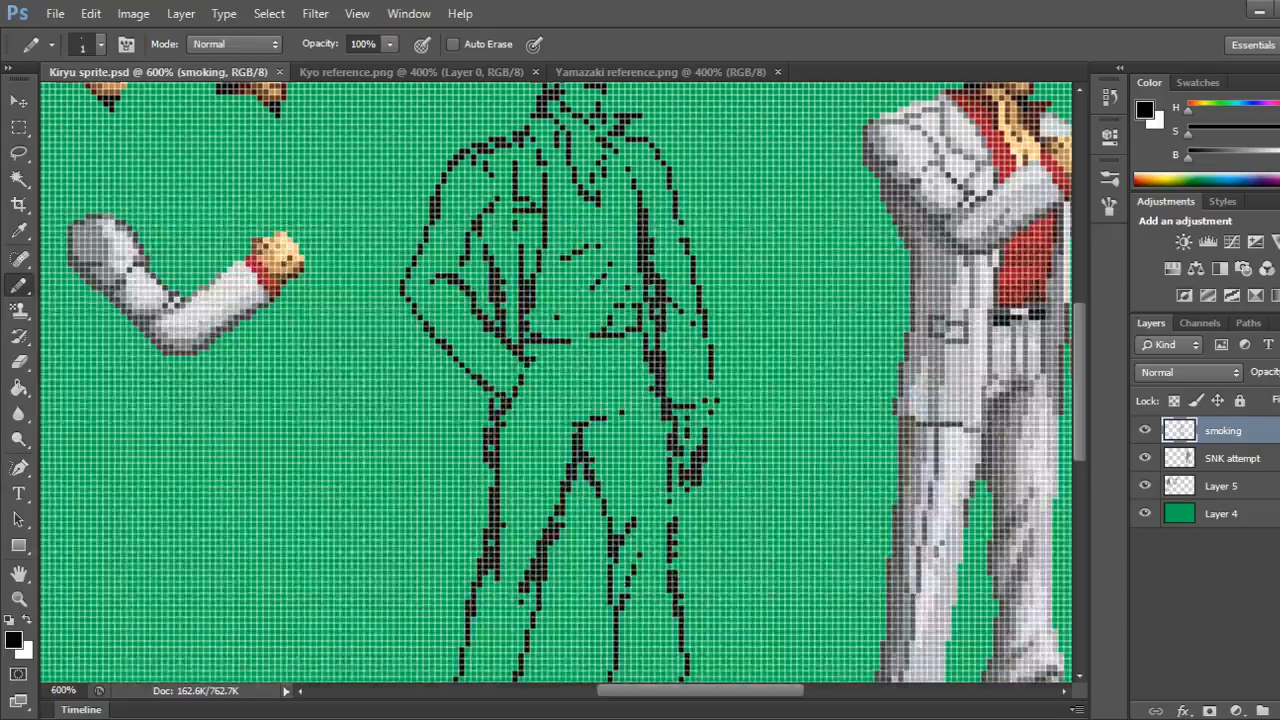 Ps File Edit Image Layer Type Select Filter View Window Help
1 Mode: Normal Opacity: 100% Auto Erase Essentials
Kiryu sprite.psd @ 600% (smoking, RGB/8) × Kyo reference.png @ 400% (Layer 0, RGB/8) × Yamazaki reference.png @ 400% (RGB/8) ×
Color Swatches
H
S
B
Adjustments Styles
Add an adjustment
Layers Channels Paths
Kind
Normal Opacity
Lock:
smoking
SNK attempt
Layer 5
Layer 4
600% Doc: 162.6K/762.7K
Timeline